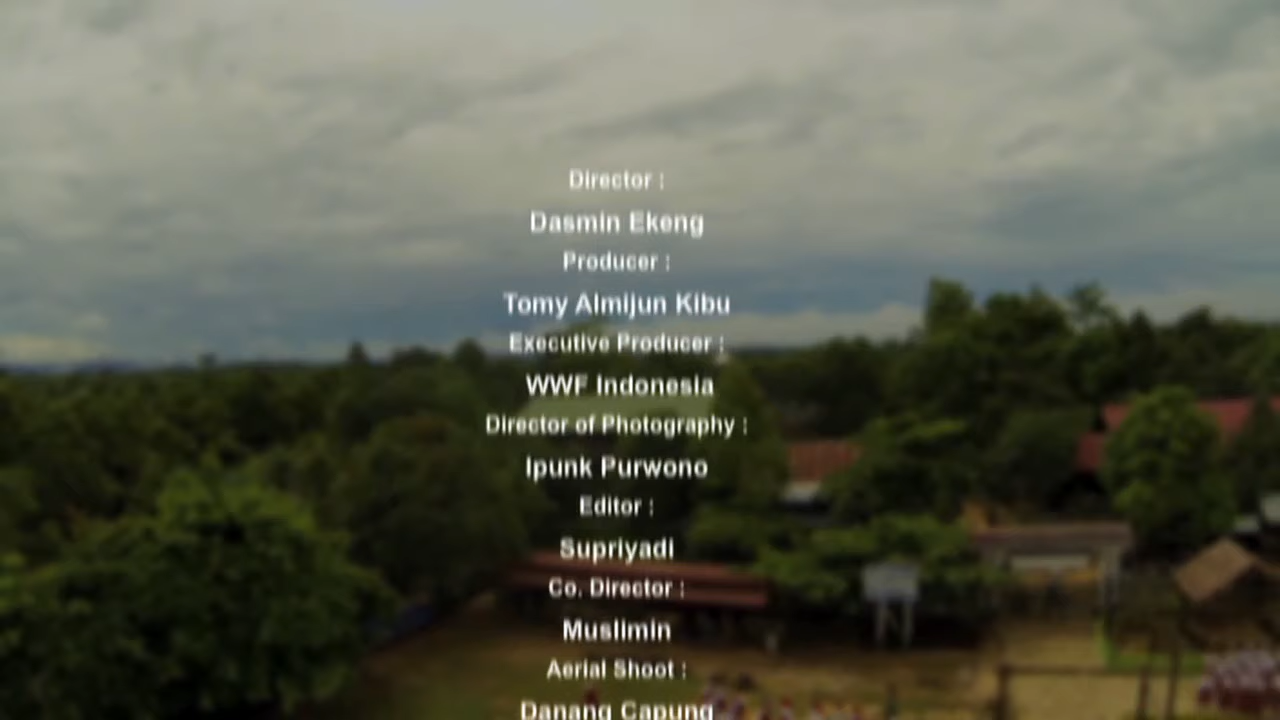 Director :
Dasmin Ekeng
Producer :
Tomy Almijun Kibu
Executive Producer :
WWF Indonesia
Director of Photography :
Ipunk Purwono
Editor :
Supriyadi
Co. Director :
Muslimin
Aerial Shoot :
Danang Capung